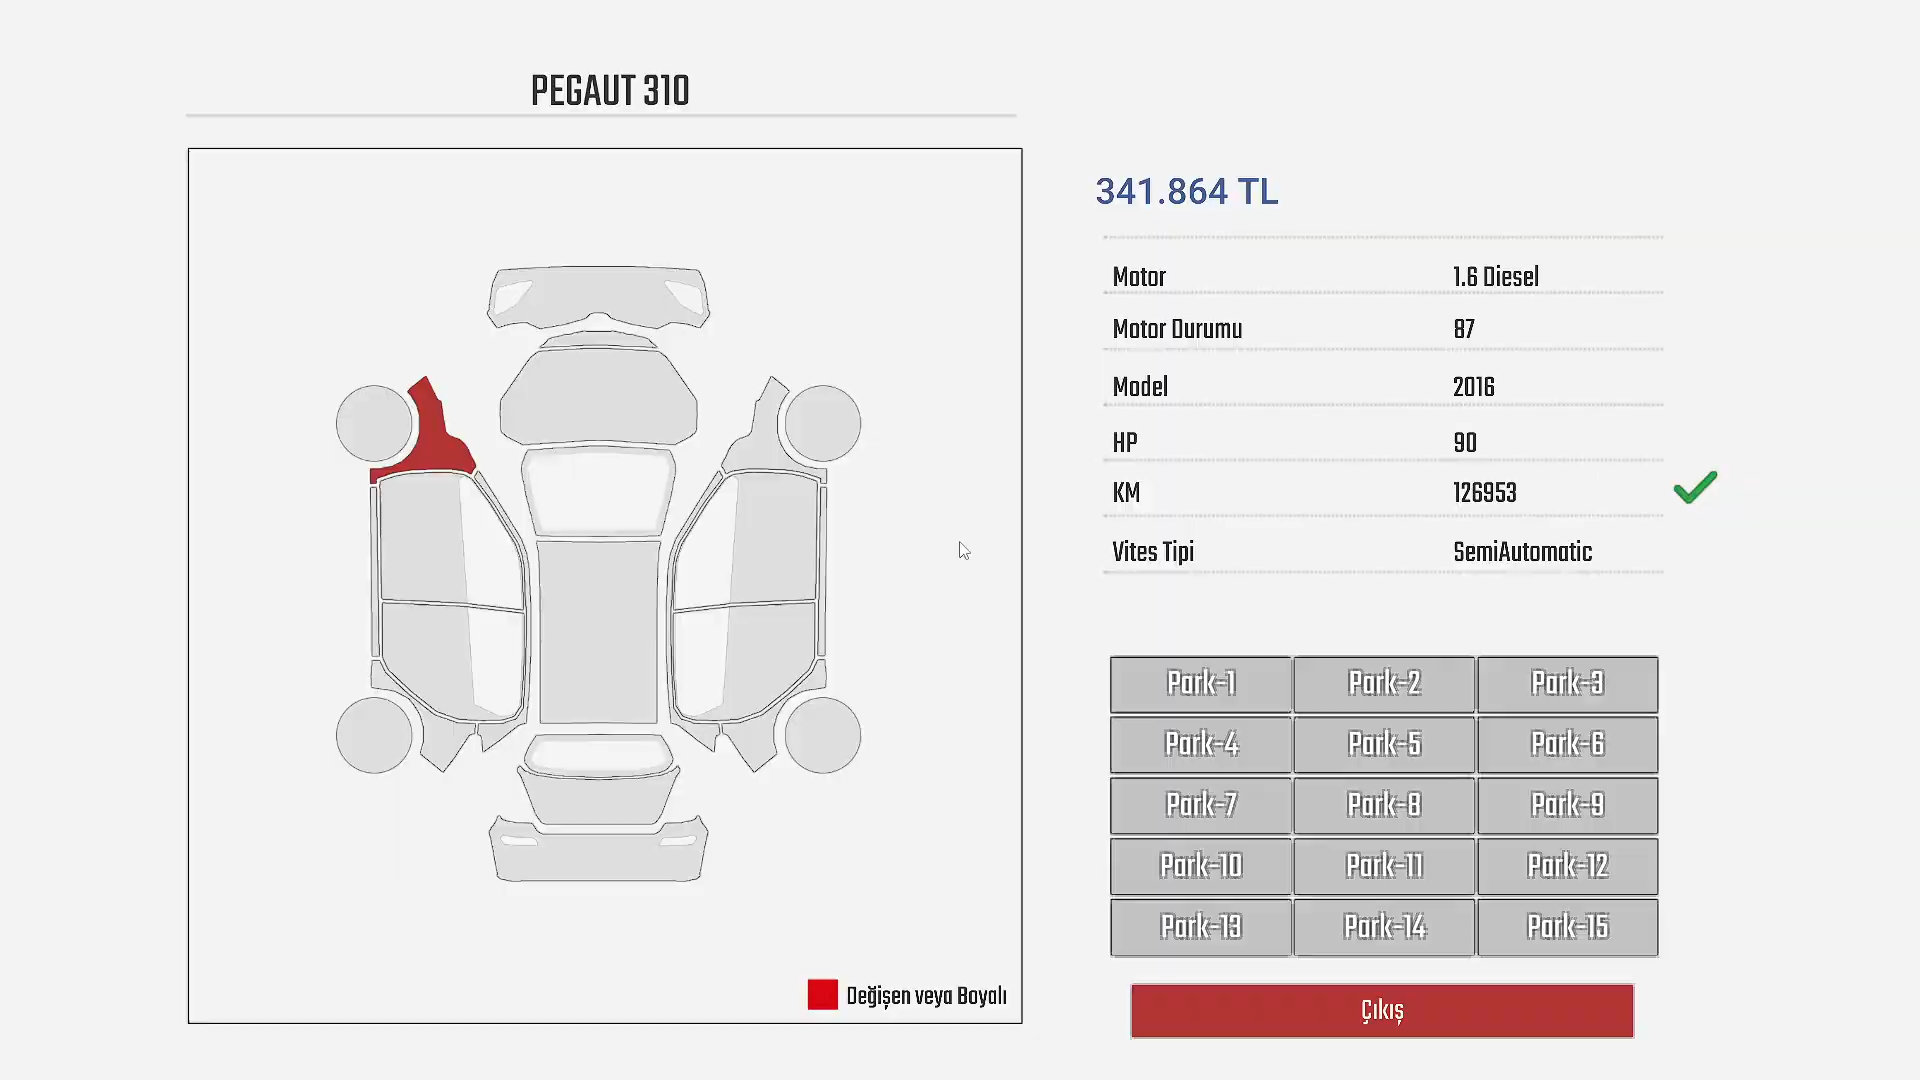 PEGAUT 310
341.864 TL
Motor 1.6 Diesel
Motor Durumu 87
Model 2016
HP 90
KM 126953
Vites Tipi SemiAutomatic
Park-1 Park-2 Park-3
Park-4 Park-5 Park-6
Park-7 Park-8 Park-9
Park-10 Park-11 Park-12
Park-13 Park-14 Park-15
Değişen veya Boyalı
Çıkış